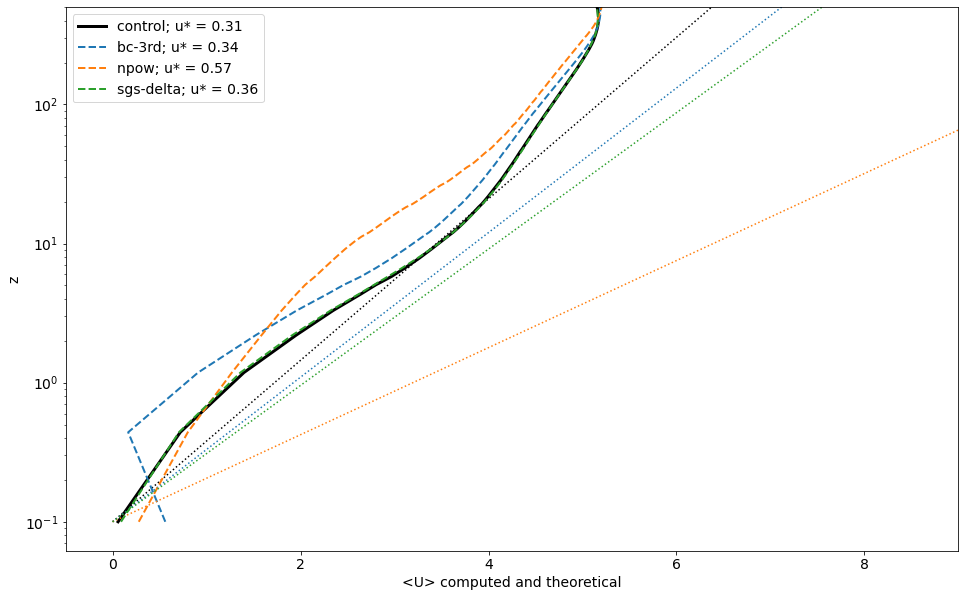 control; u* = 0.31
bc-3rd; u* = 0.34
npow; u* = 0.57
sgs-delta; u* = 0.36
10²
10¹
10⁰
10⁻¹
z
0 2 4 6 8
<U> computed and theoretical